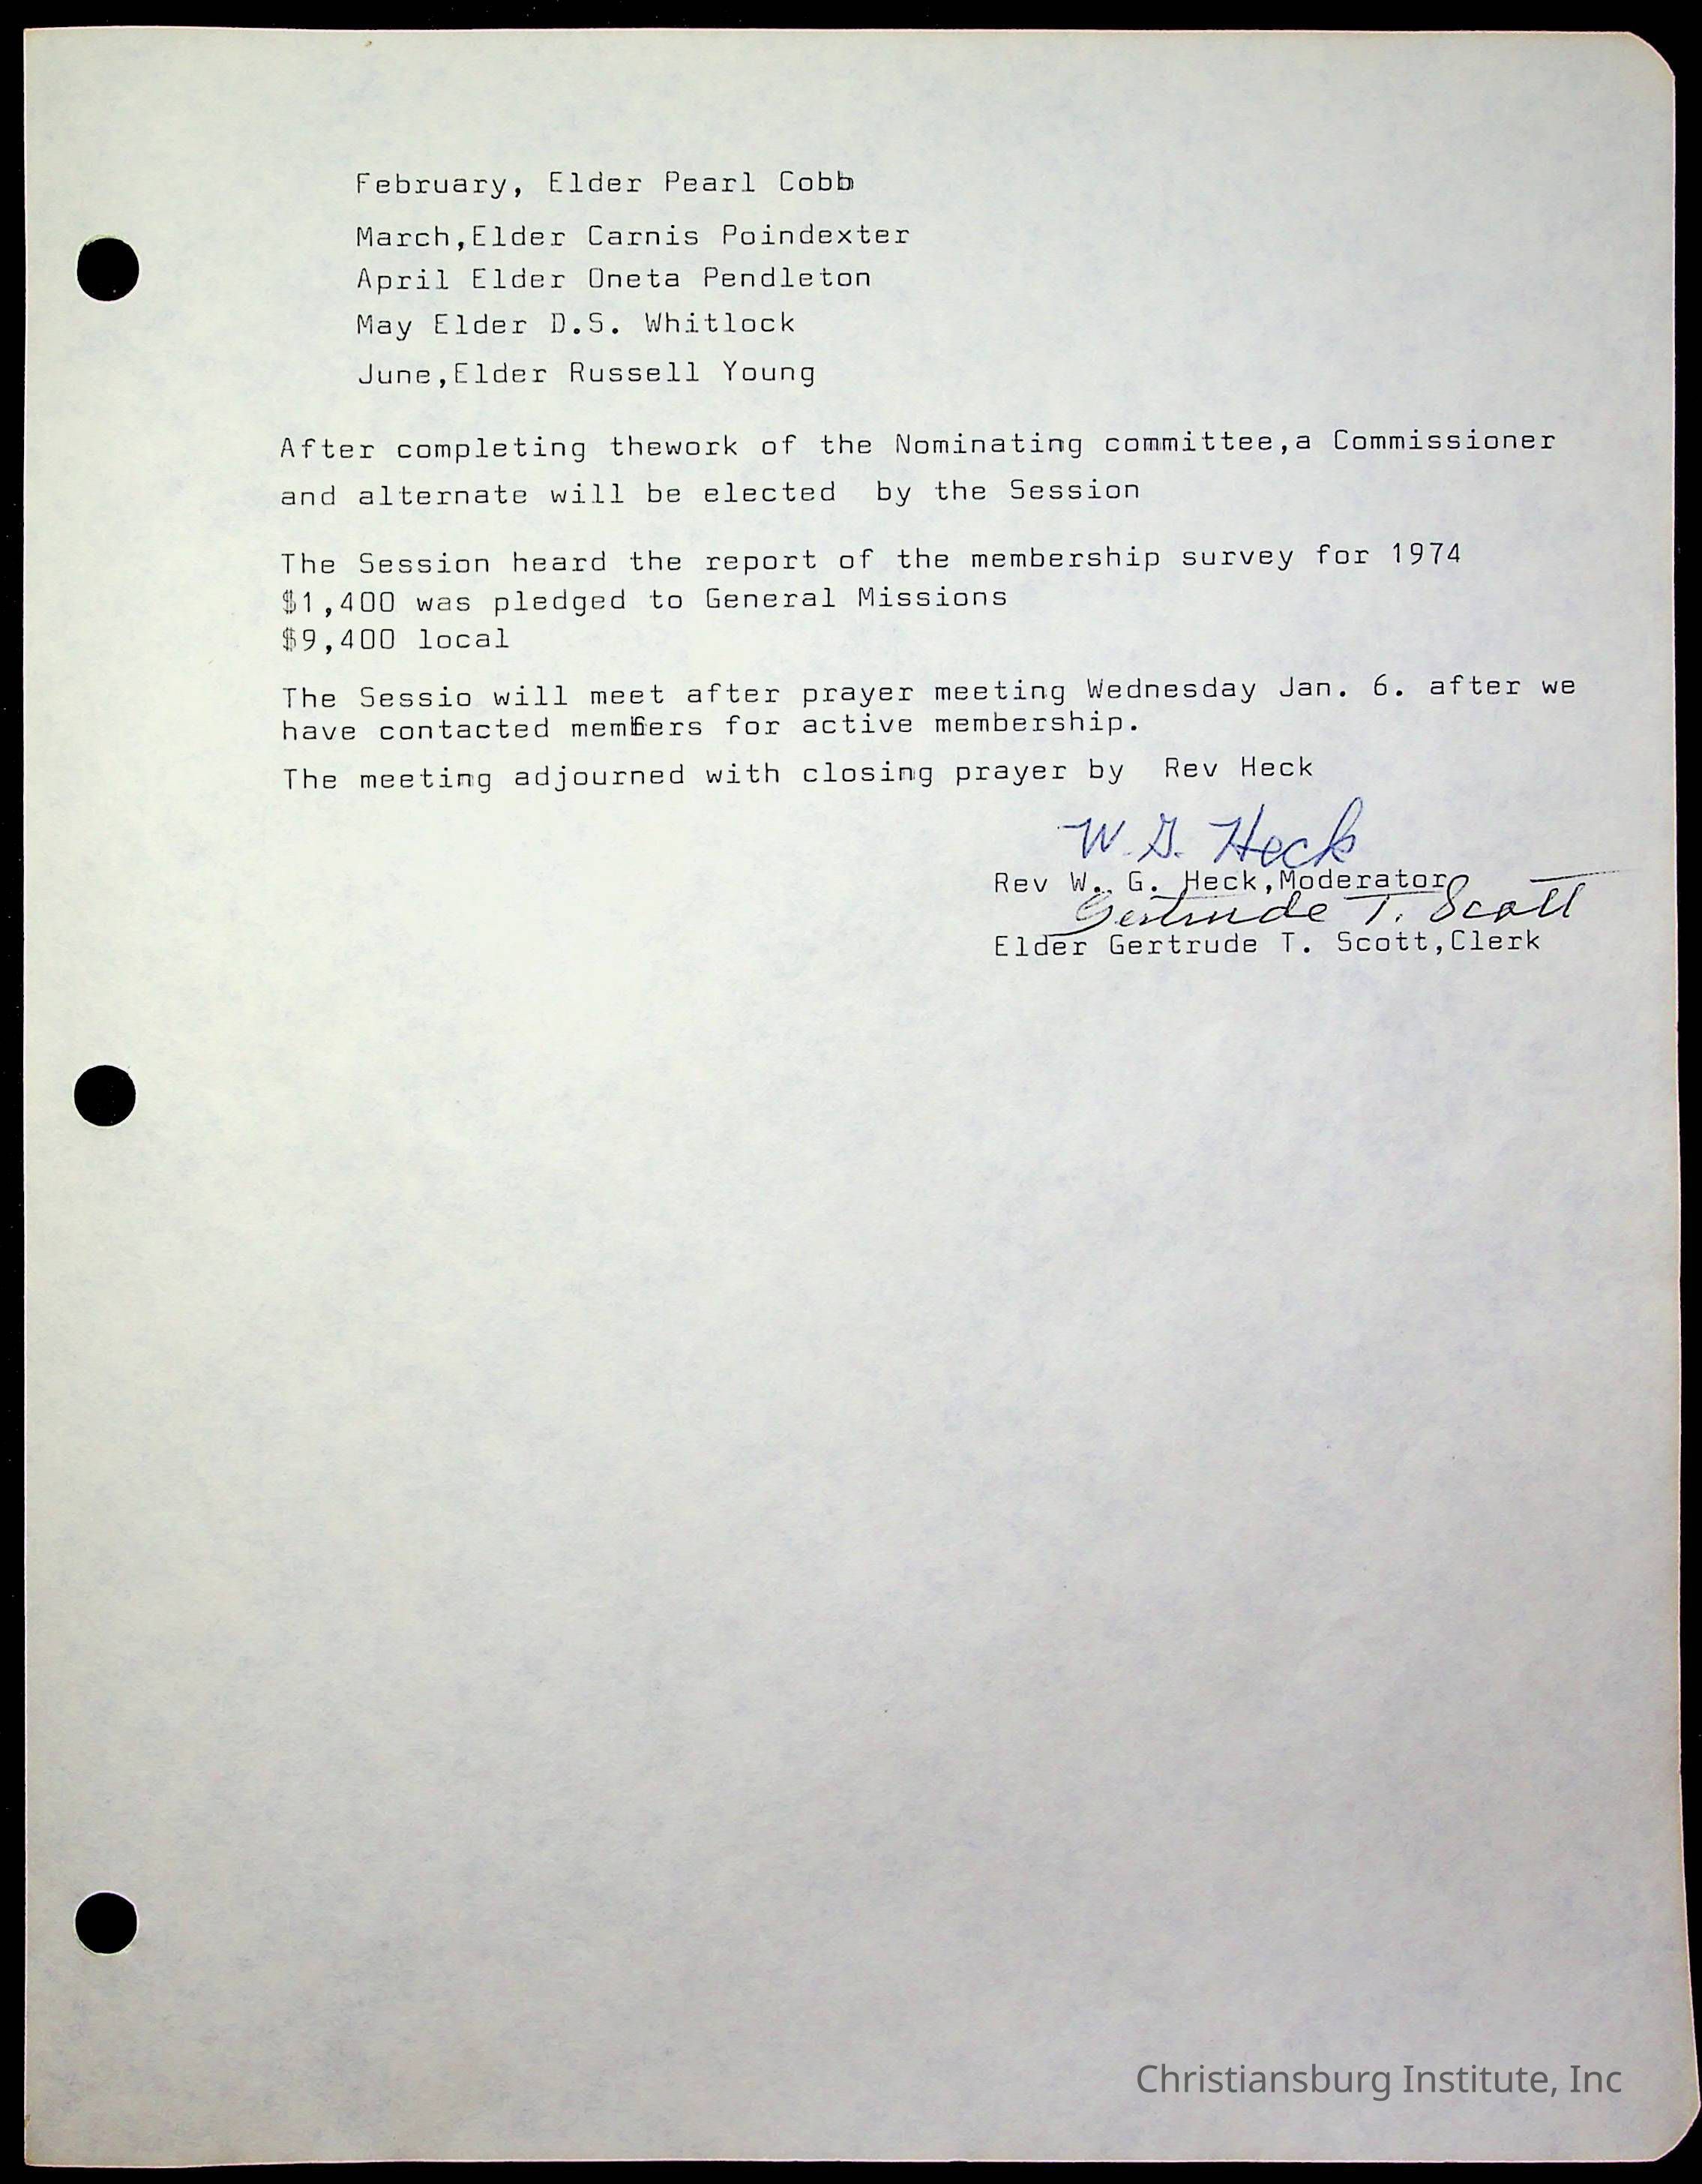 February, Elder Pearl Cobb
March,Elder Carnis Poindexter
April Elder Oneta Pendleton
May Elder D.S. Whitlock
June,Elder Russell Young
After completing thework of the Nominating committee,a Commissioner
and alternate will be elected  by the Session
The Session heard the report of the membership survey for 1974
$1,400 was pledged to General Missions
$9,400 local
The Sessio will meet after prayer meeting Wednesday Jan. 6. after we
have contacted members for active membership.
The meeting adjourned with closing prayer by  Rev Heck
W. G. Heck
Rev W. G. Heck,Moderator
Gertrude T. Scott
Elder Gertrude T. Scott,Clerk
Christiansburg Institute, Inc